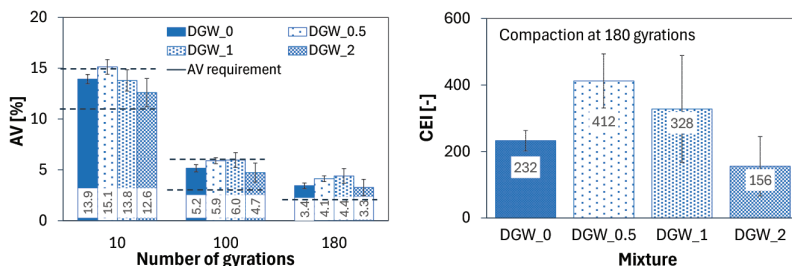 DGW_0 DGW_0.5
DGW_1 DGW_2
AV requirement
AV [%]
20
15
10
5
0
13.9 15.1 13.8 12.6
5.2 5.9 6.0 4.7
3.4 4.1 4.4 3.3
10 100 180
Number of gyrations
Compaction at 180 gyrations
CEI [-]
600
400
200
0
232 412 328 156
DGW_0 DGW_0.5 DGW_1 DGW_2
Mixture